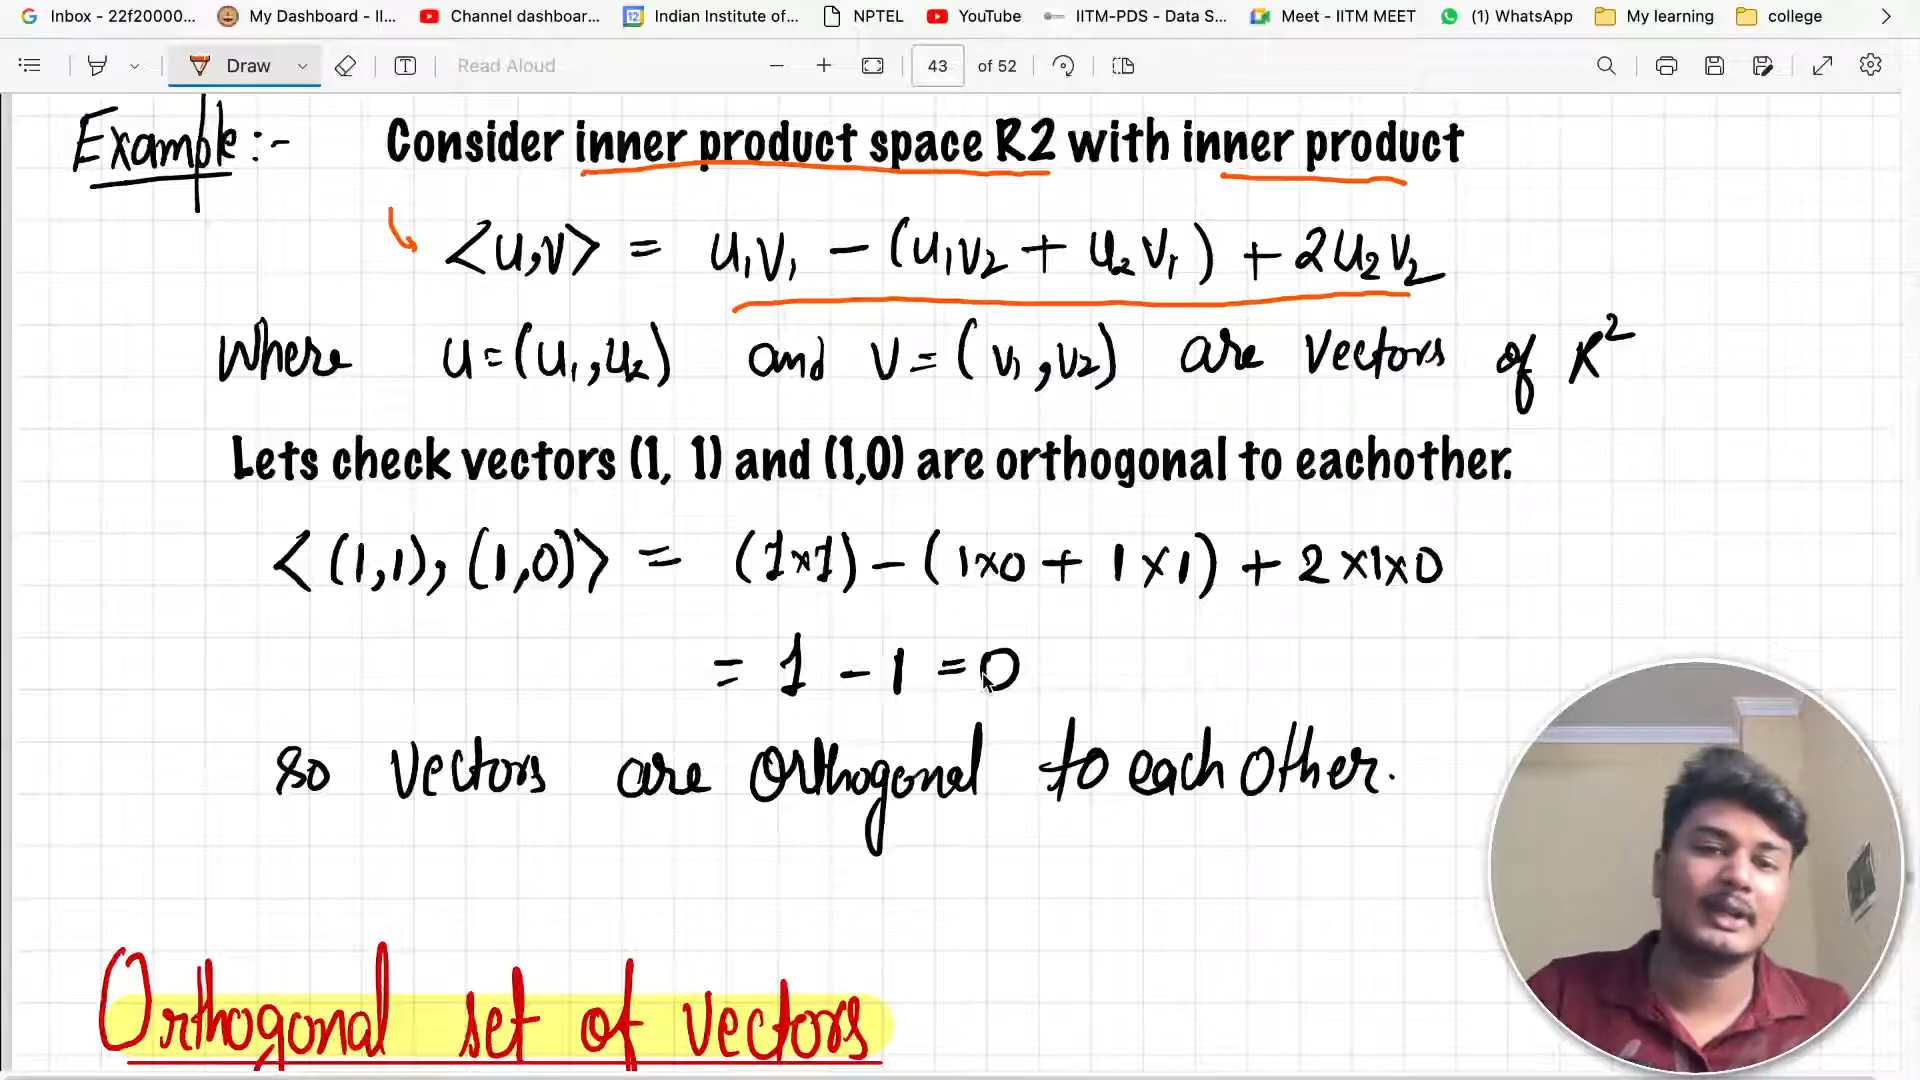 Inbox - 22f20000... My Dashboard - II... Channel dashboar... Indian Institute of... NPTEL YouTube IITM-PDS - Data S... Meet - IITM MEET (1) WhatsApp My learning college
Draw Read Aloud 43 of 52
Example:- Consider inner product space R2 with inner product
<u,v> = u₁v₁ - (u₁v₂ + u₂v₁) + 2u₂v₂
Where u=(u₁,u₂) and v=(v₁,v₂) are vectors of R²
Lets check vectors (1, 1) and (1,0) are orthogonal to eachother.
<(1,1), (1,0)> = (1×1) - (1×0 + 1×1) + 2×1×0
= 1 - 1 = 0
so vectors are orthogonal to each other.
Orthogonal set of vectors